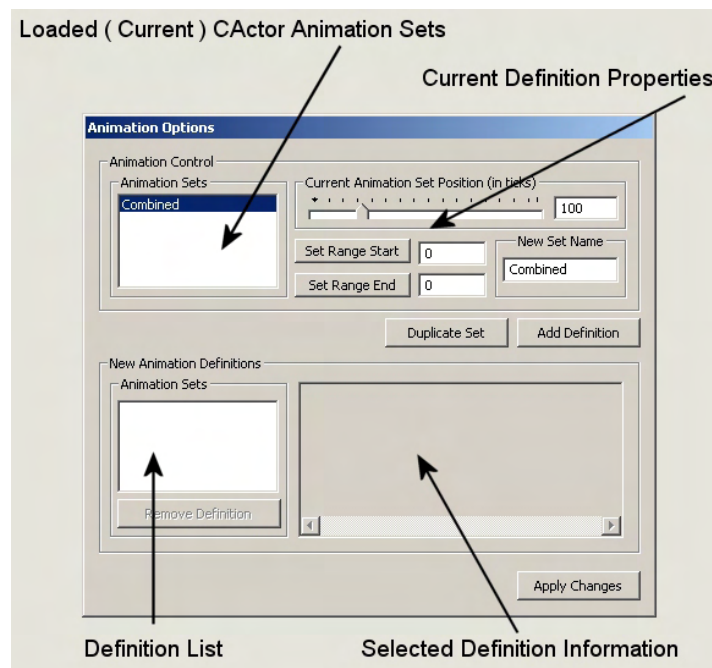 Loaded ( Current ) CActor Animation Sets
Current Definition Properties
Animation Options
Animation Control
Animation Sets
Combined
Current Animation Set Position (in ticks)
100
Set Range Start
0
Set Range End
0
New Set Name
Combined
Duplicate Set
Add Definition
New Animation Definitions
Animation Sets
Remove Definition
Apply Changes
Definition List
Selected Definition Information